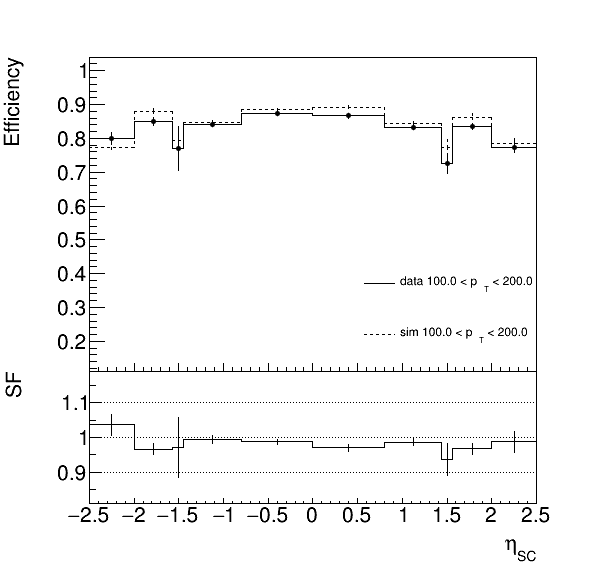 Efficiency
1
0.9
0.8
0.7
0.6
0.5
0.4
0.3
0.2
data 100.0 < p_T < 200.0
sim 100.0 < p_T < 200.0
SF
1.1
1
0.9
−2.5 −2 −1.5 −1 −0.5 0 0.5 1 1.5 2 2.5
η_SC